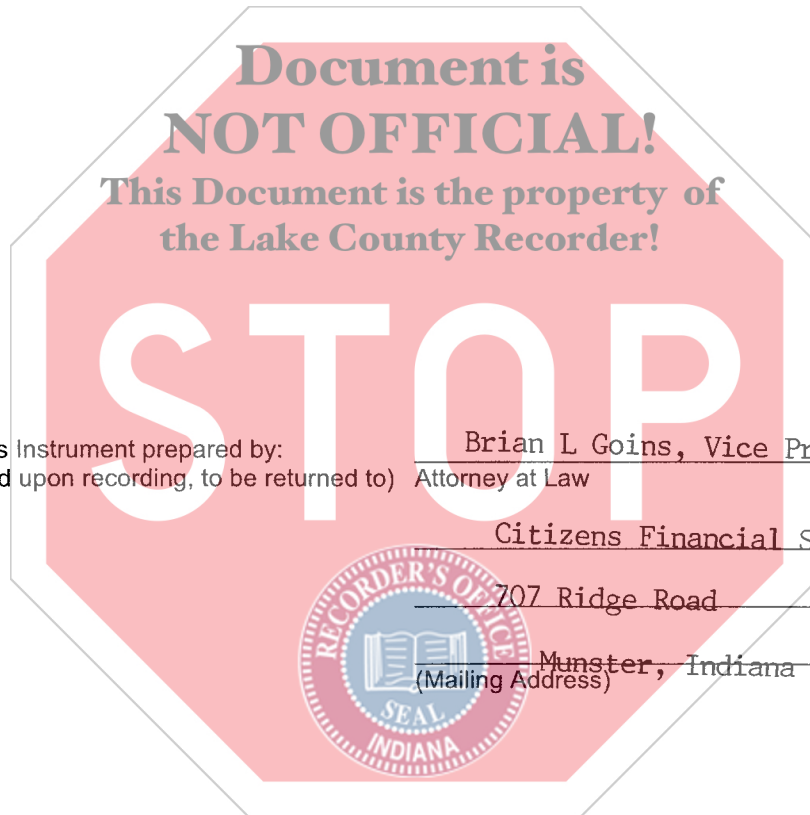 Document is
NOT OFFICIAL!
This Document is the property of
the Lake County Recorder!
STOP
s Instrument prepared by: Brian L Goins, Vice Pr
d upon recording, to be returned to) Attorney at Law
Citizens Financial S
707 Ridge Road
Munster, Indiana
(Mailing Address)
RECORDER'S OFFICE
SEAL
INDIANA